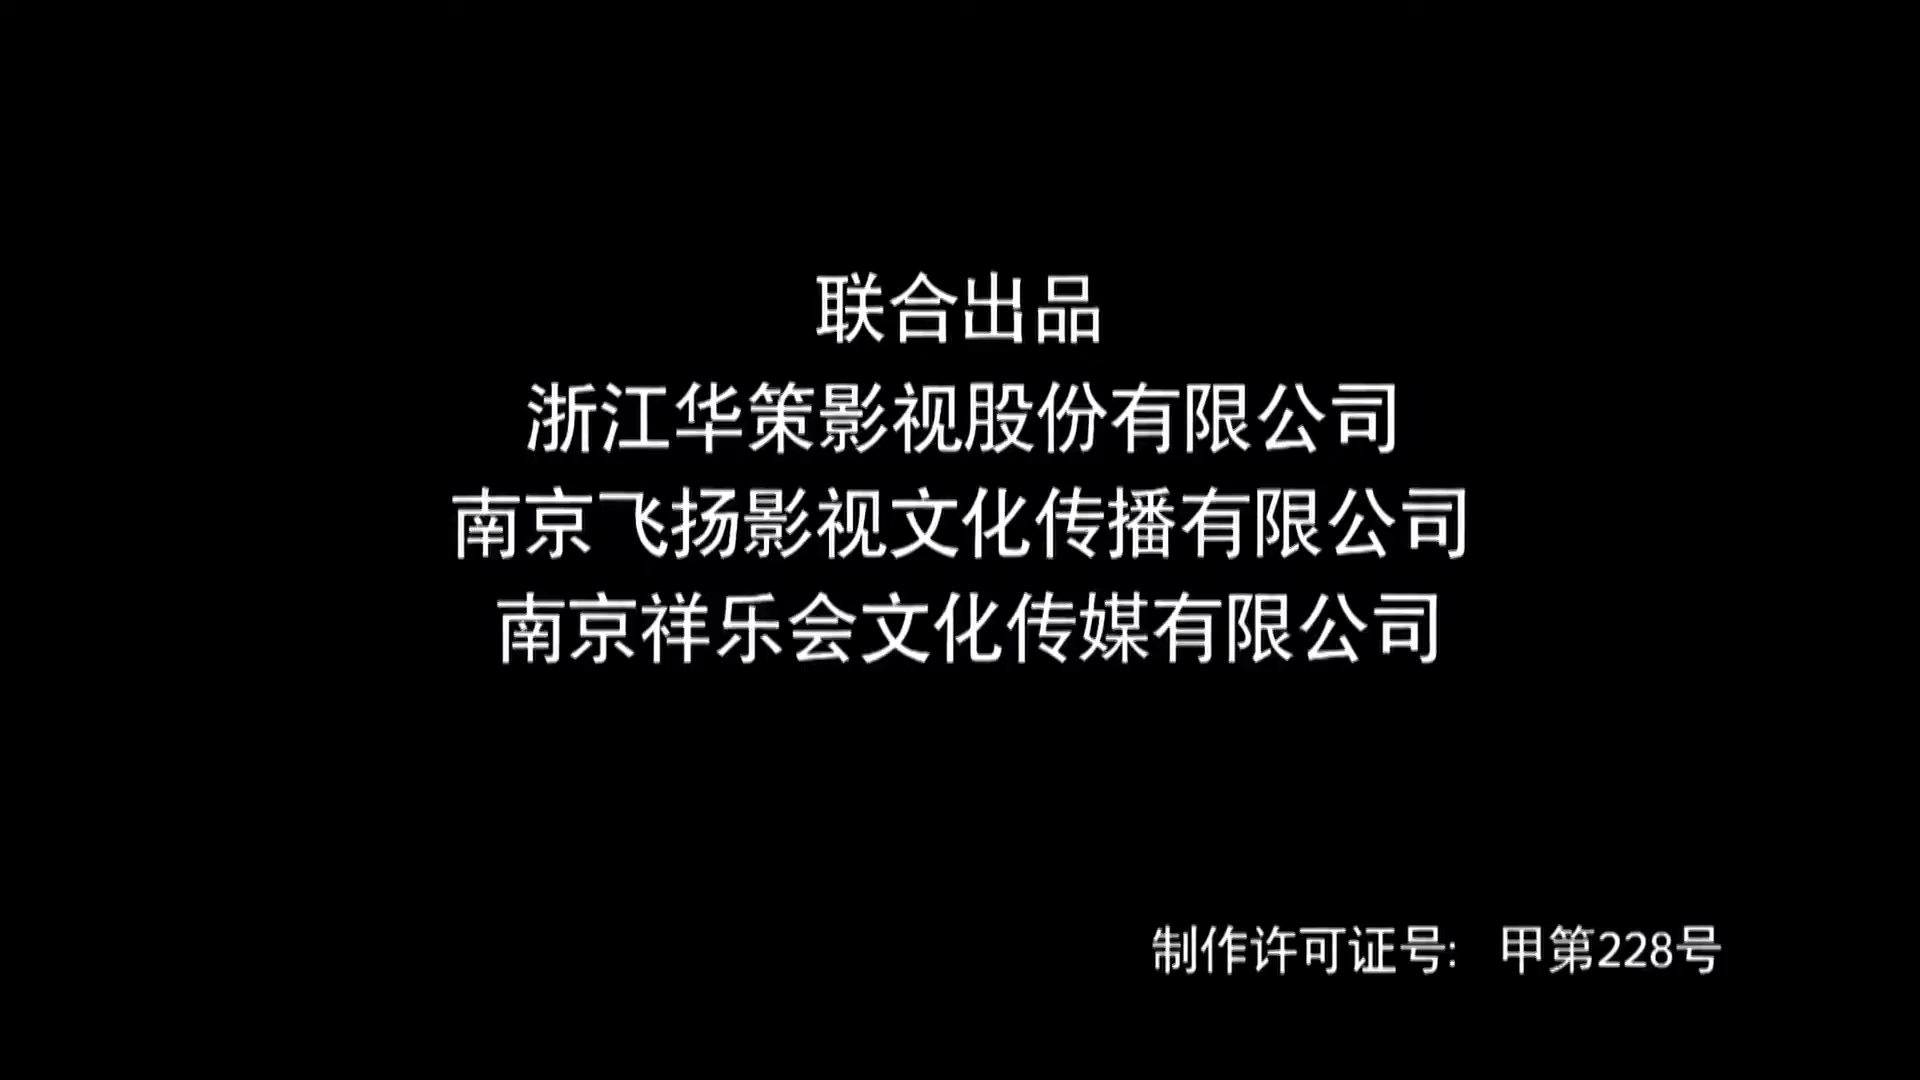 联合出品
浙江华策影视股份有限公司
南京飞扬影视文化传播有限公司
南京祥乐会文化传媒有限公司
制作许可证号: 甲第228号